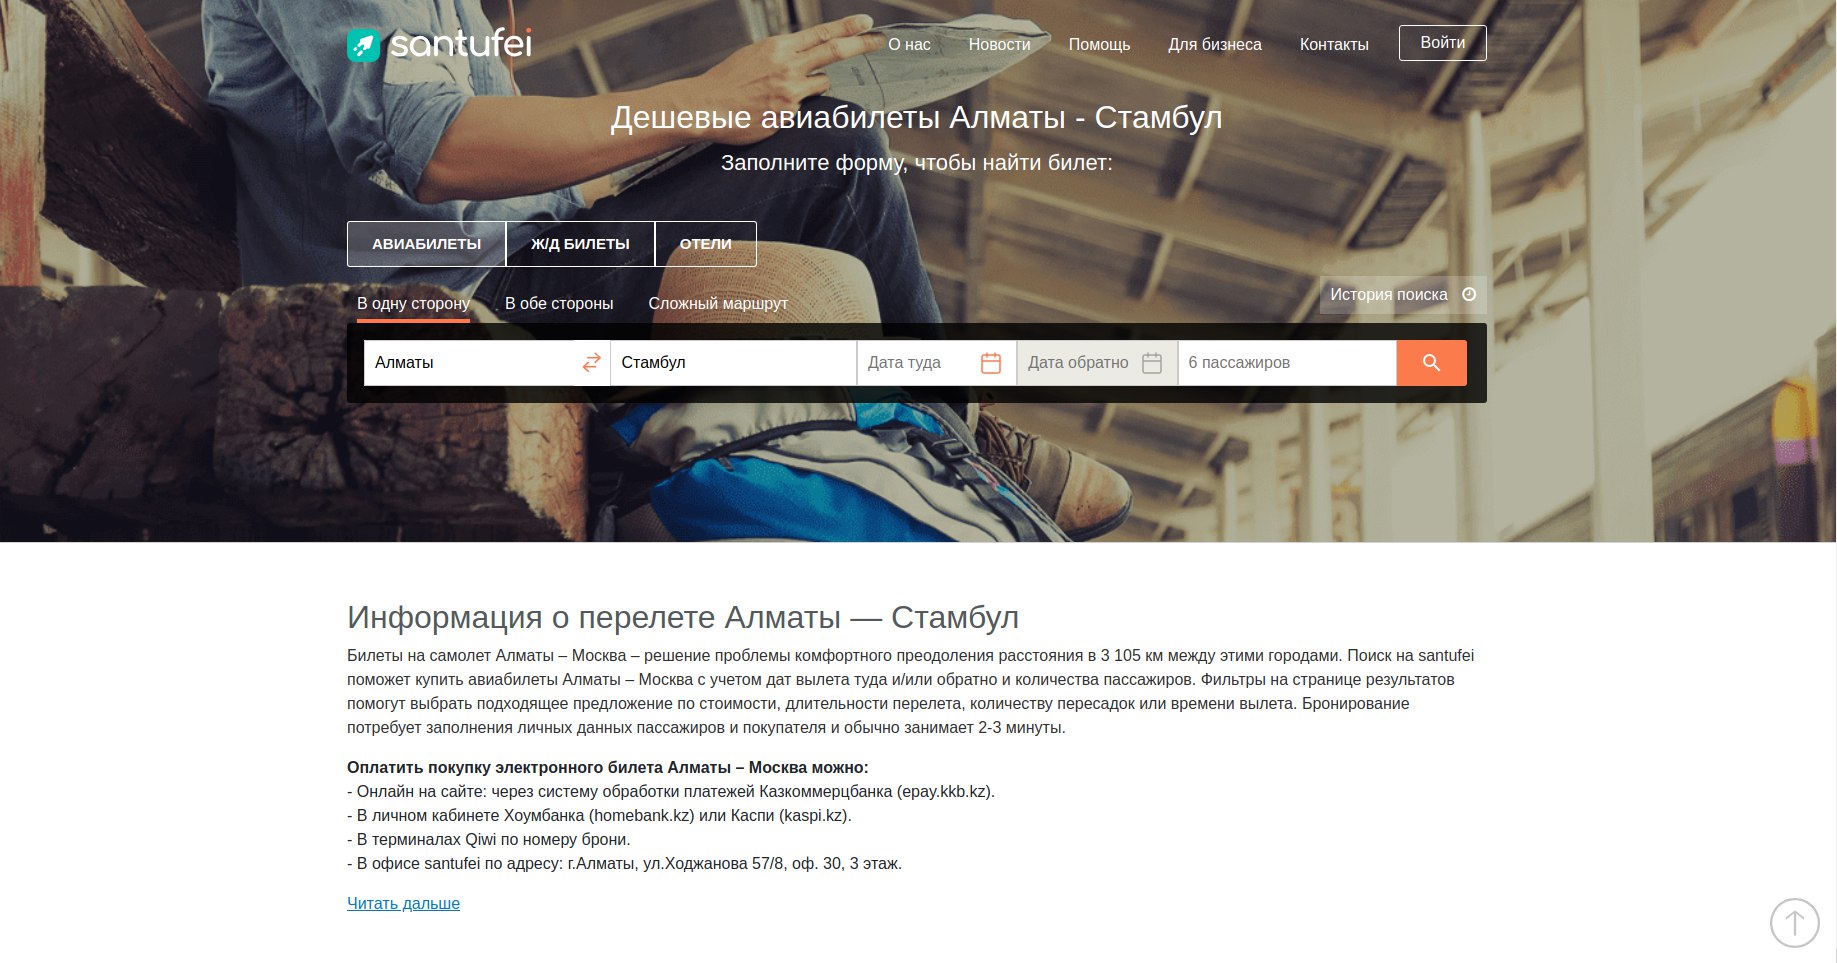 santufei
О нас
Новости
Помощь
Для бизнеса
Контакты
Войти
Дешевые авиабилеты Алматы - Стамбул
Заполните форму, чтобы найти билет:
АВИАБИЛЕТЫ
Ж/Д БИЛЕТЫ
ОТЕЛИ
В одну сторону
В обе стороны
Сложный маршрут
История поиска
Алматы
Стамбул
Дата туда
Дата обратно
6 пассажиров
Информация о перелете Алматы — Стамбул
Билеты на самолет Алматы – Москва – решение проблемы комфортного преодоления расстояния в 3 105 км между этими городами. Поиск на santufei
поможет купить авиабилеты Алматы – Москва с учетом дат вылета туда и/или обратно и количества пассажиров. Фильтры на странице результатов
помогут выбрать подходящее предложение по стоимости, длительности перелета, количеству пересадок или времени вылета. Бронирование
потребует заполнения личных данных пассажиров и покупателя и обычно занимает 2-3 минуты.
Оплатить покупку электронного билета Алматы – Москва можно:
- Онлайн на сайте: через систему обработки платежей Казкоммерцбанка (epay.kkb.kz).
- В личном кабинете Хоумбанка (homebank.kz) или Каспи (kaspi.kz).
- В терминалах Qiwi по номеру брони.
- В офисе santufei по адресу: г.Алматы, ул.Ходжанова 57/8, оф. 30, 3 этаж.
Читать дальше